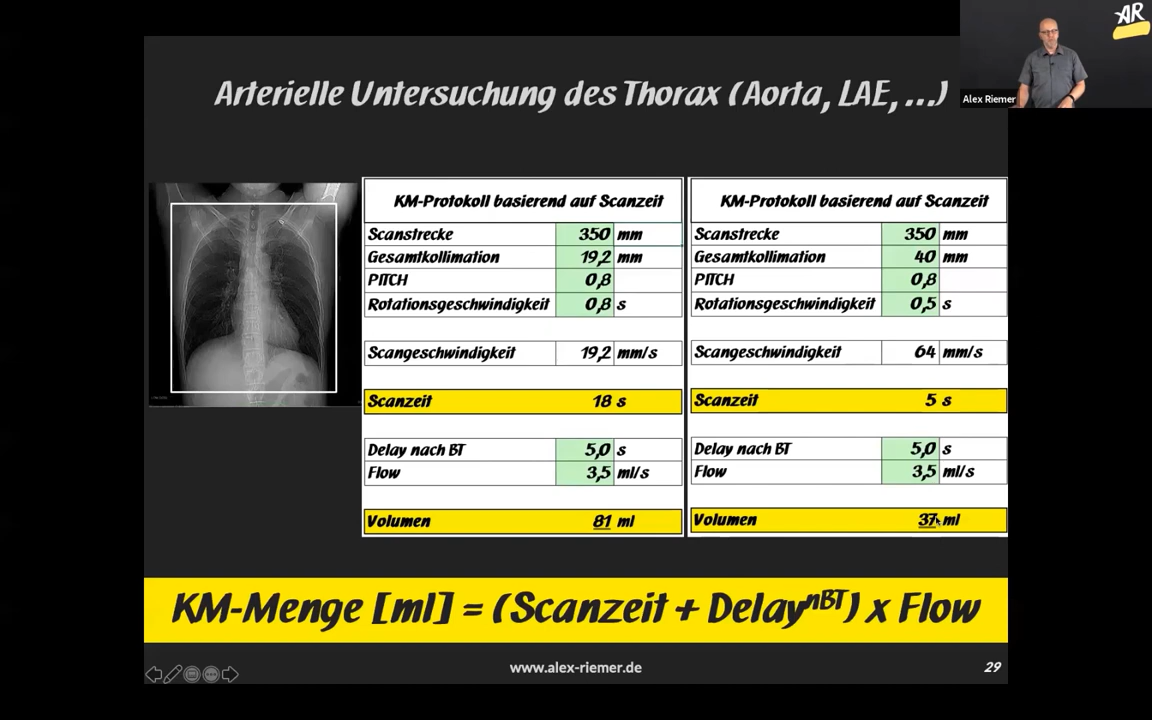 AR
Alex Riemer
Arterielle Untersuchung des Thorax (Aorta, LAE, ...)
KM-Protokoll basierend auf Scanzeit
Scanstrecke 350 mm
Gesamtkollimation 19,2 mm
PITCH 0,8
Rotationsgeschwindigkeit 0,8 s
Scangeschwindigkeit 19,2 mm/s
Scanzeit 18 s
Delay nach BT 5,0 s
Flow 3,5 ml/s
Volumen 81 ml
KM-Protokoll basierend auf Scanzeit
Scanstrecke 350 mm
Gesamtkollimation 40 mm
PITCH 0,8
Rotationsgeschwindigkeit 0,5 s
Scangeschwindigkeit 64 mm/s
Scanzeit 5 s
Delay nach BT 5,0 s
Flow 3,5 ml/s
Volumen 37 ml
KM-Menge [ml] = (Scanzeit + Delayⁿᴮᵀ) x Flow
www.alex-riemer.de
29